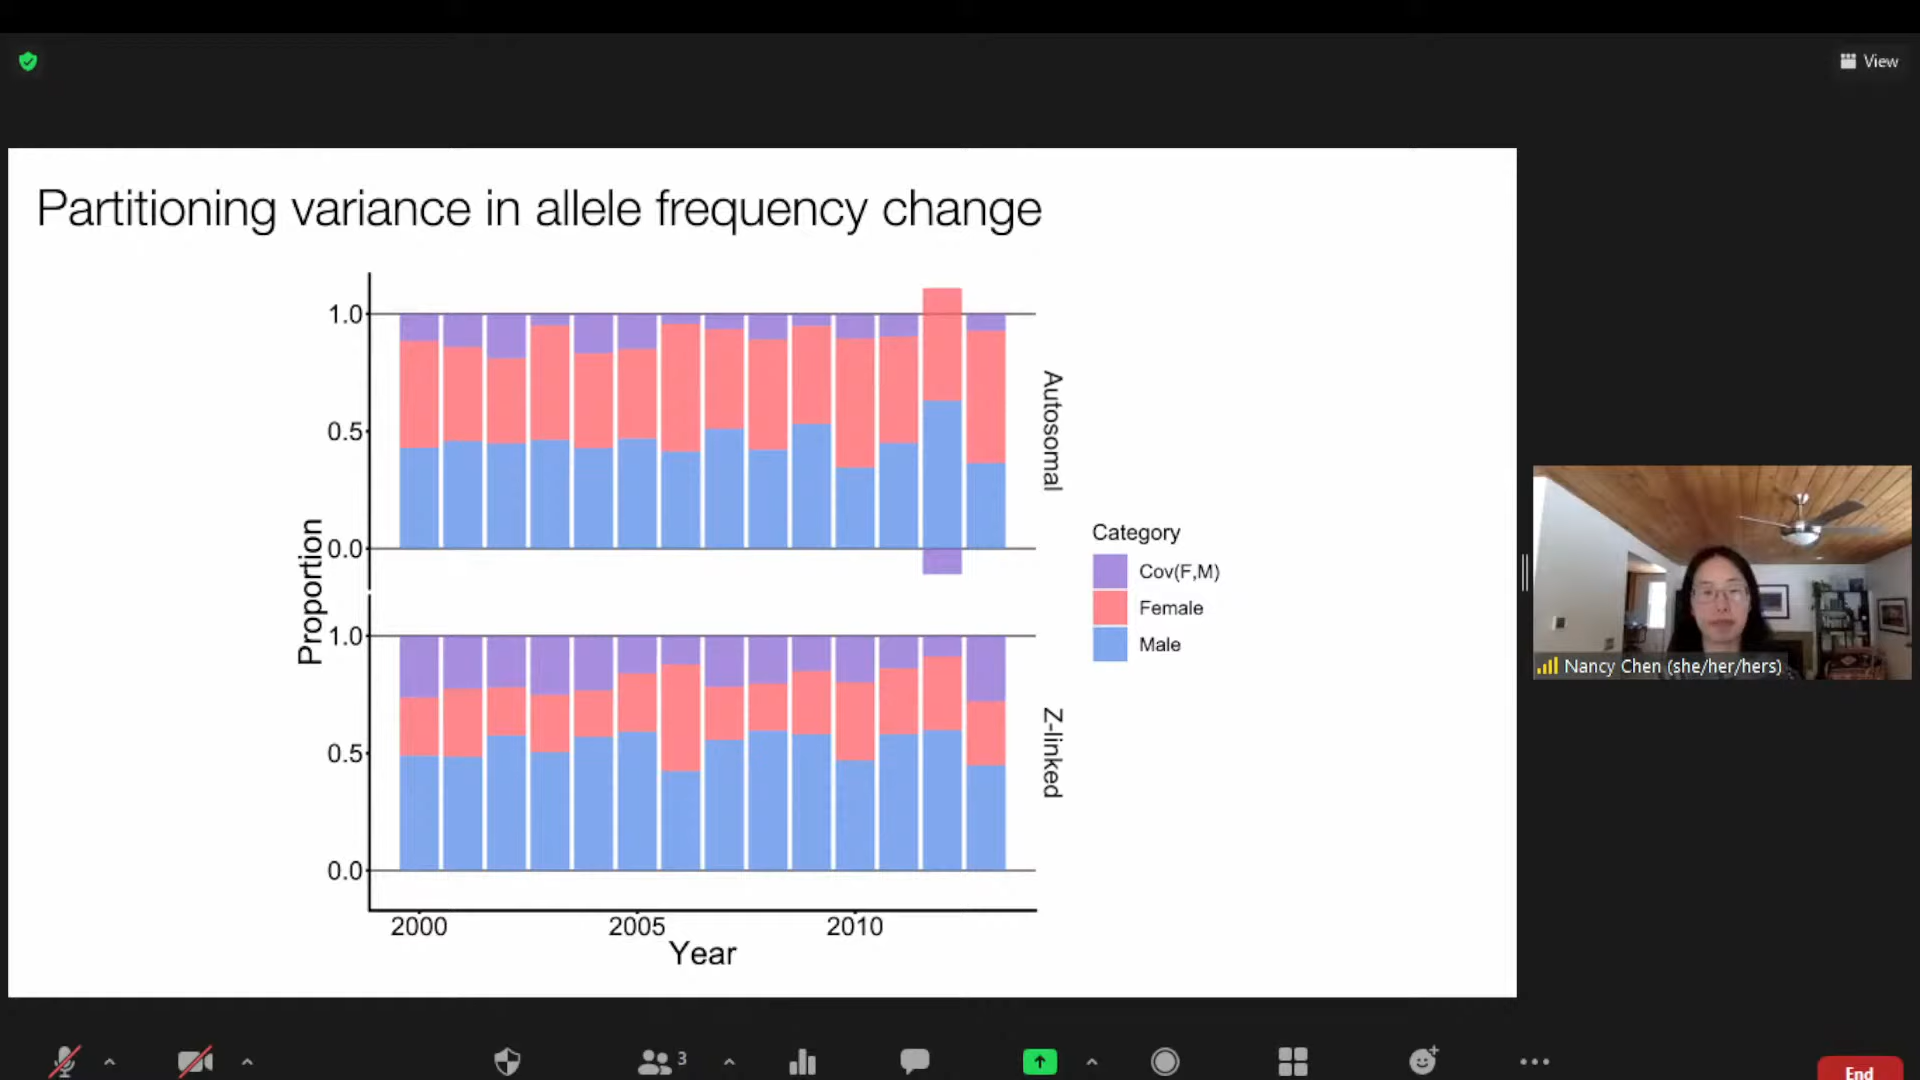 View
Partitioning variance in allele frequency change
1.0
0.5
0.0
Autosomal
Proportion
1.0
0.5
0.0
Z-linked
2000 2005 2010
Year
Category
Cov(F,M)
Female
Male
Nancy Chen (she/her/hers)
3
End